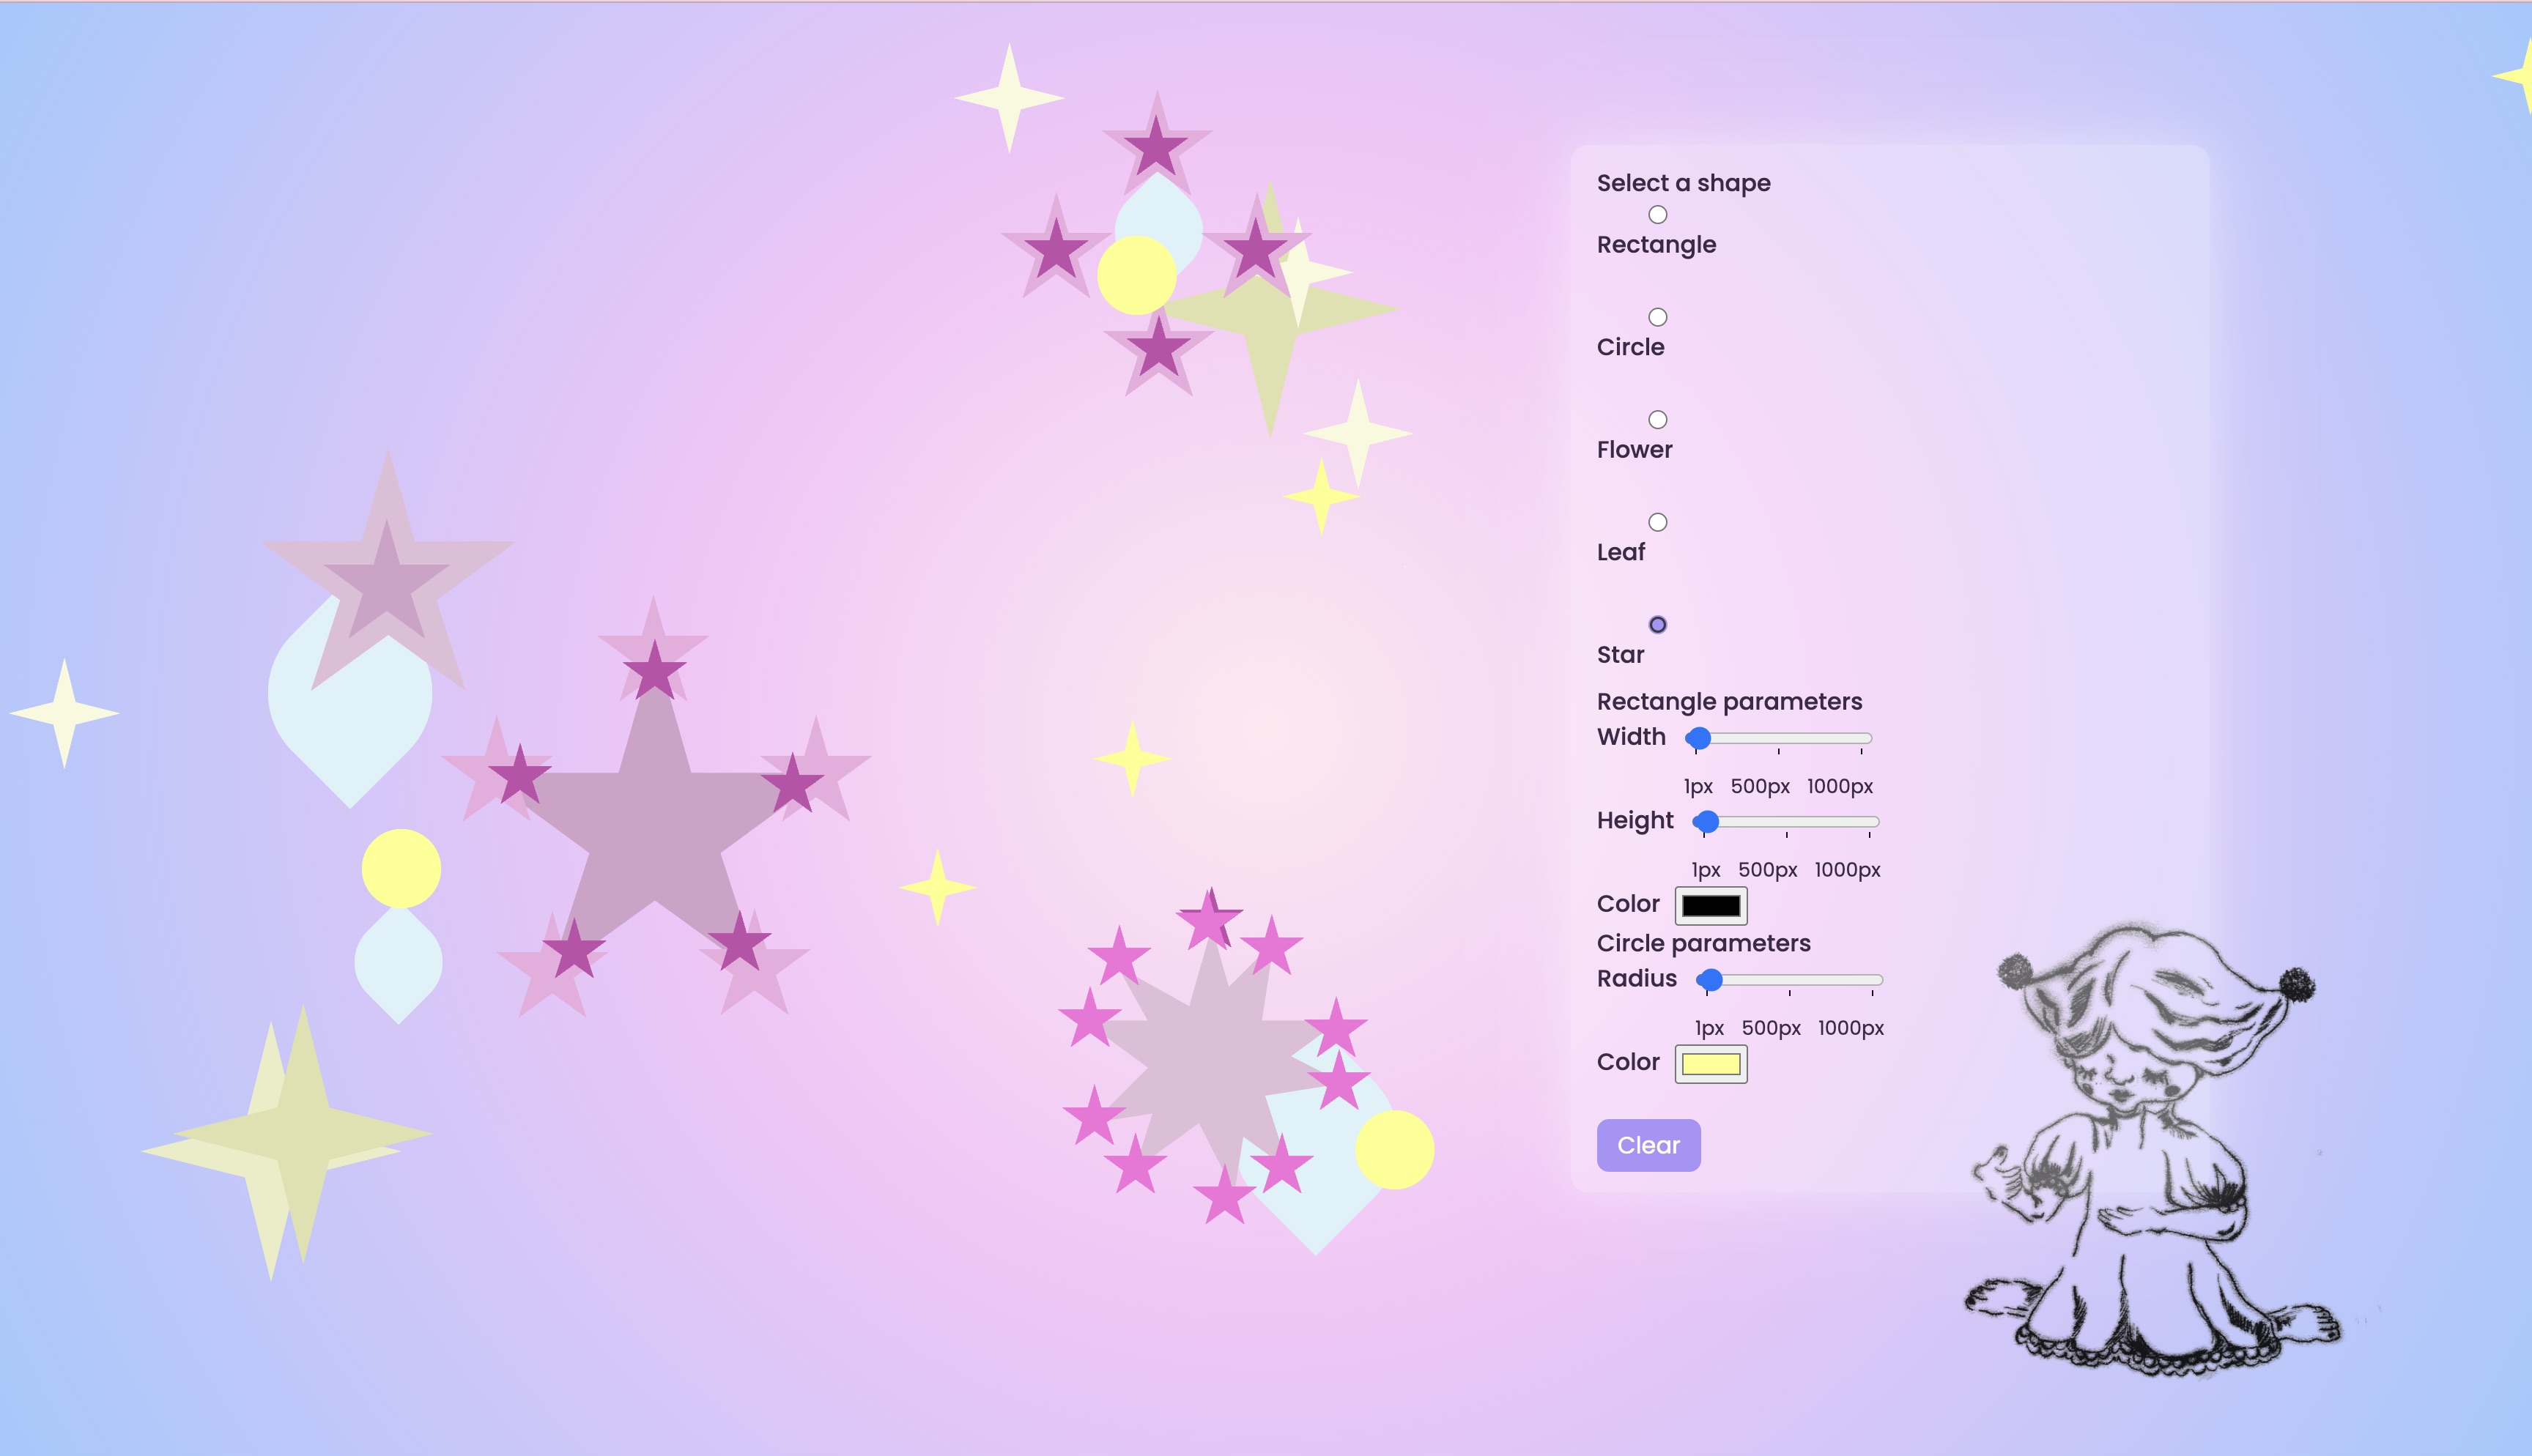 Select a shape
Rectangle
Circle
Flower
Leaf
Star
Rectangle parameters
Width
1px 500px 1000px
Height
1px 500px 1000px
Color
Circle parameters
Radius
1px 500px 1000px
Color
Clear